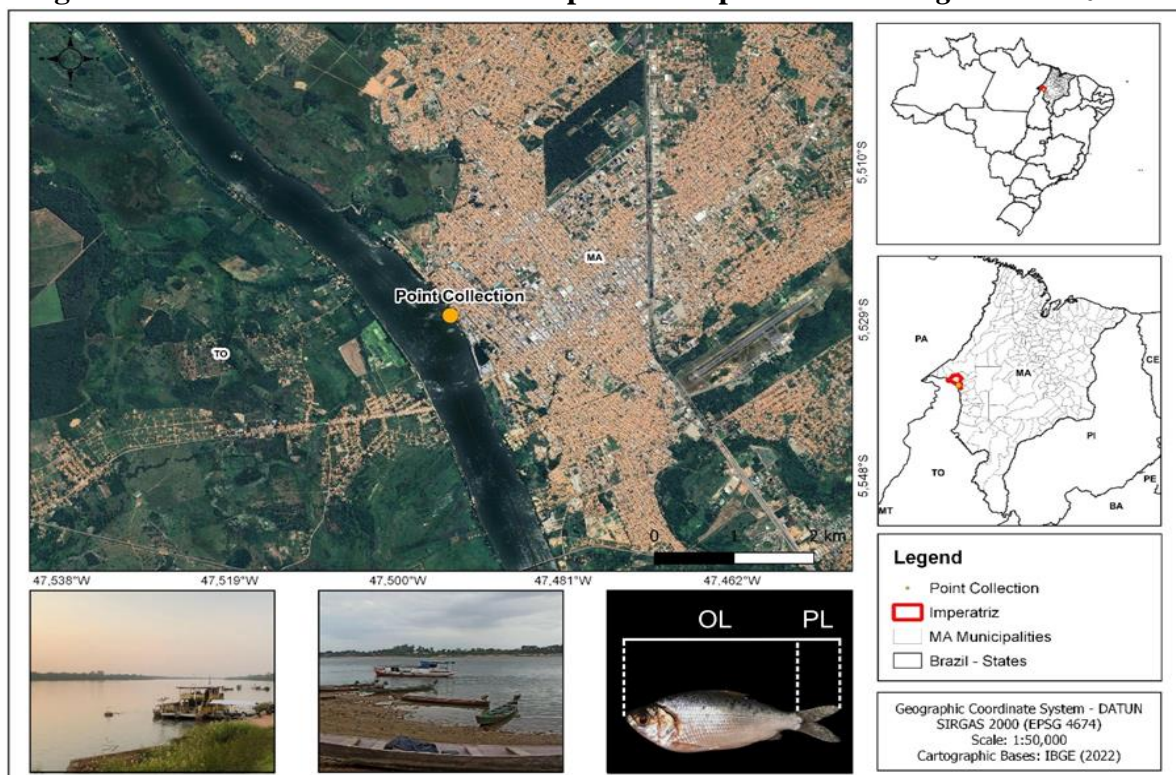 Point Collection
MA
TO
0 1 2 km
5,510°S
5,529°S
5,548°S
47,538°W 47,519°W 47,500°W 47,481°W 47,462°W
PA
CE
MA
PI
TO
PE
MT
BA
Legend
Point Collection
Imperatriz
MA Municipalities
Brazil - States
OL PL
Geographic Coordinate System - DATUN
SIRGAS 2000 (EPSG 4674)
Scale: 1:50,000
Cartographic Bases: IBGE (2022)